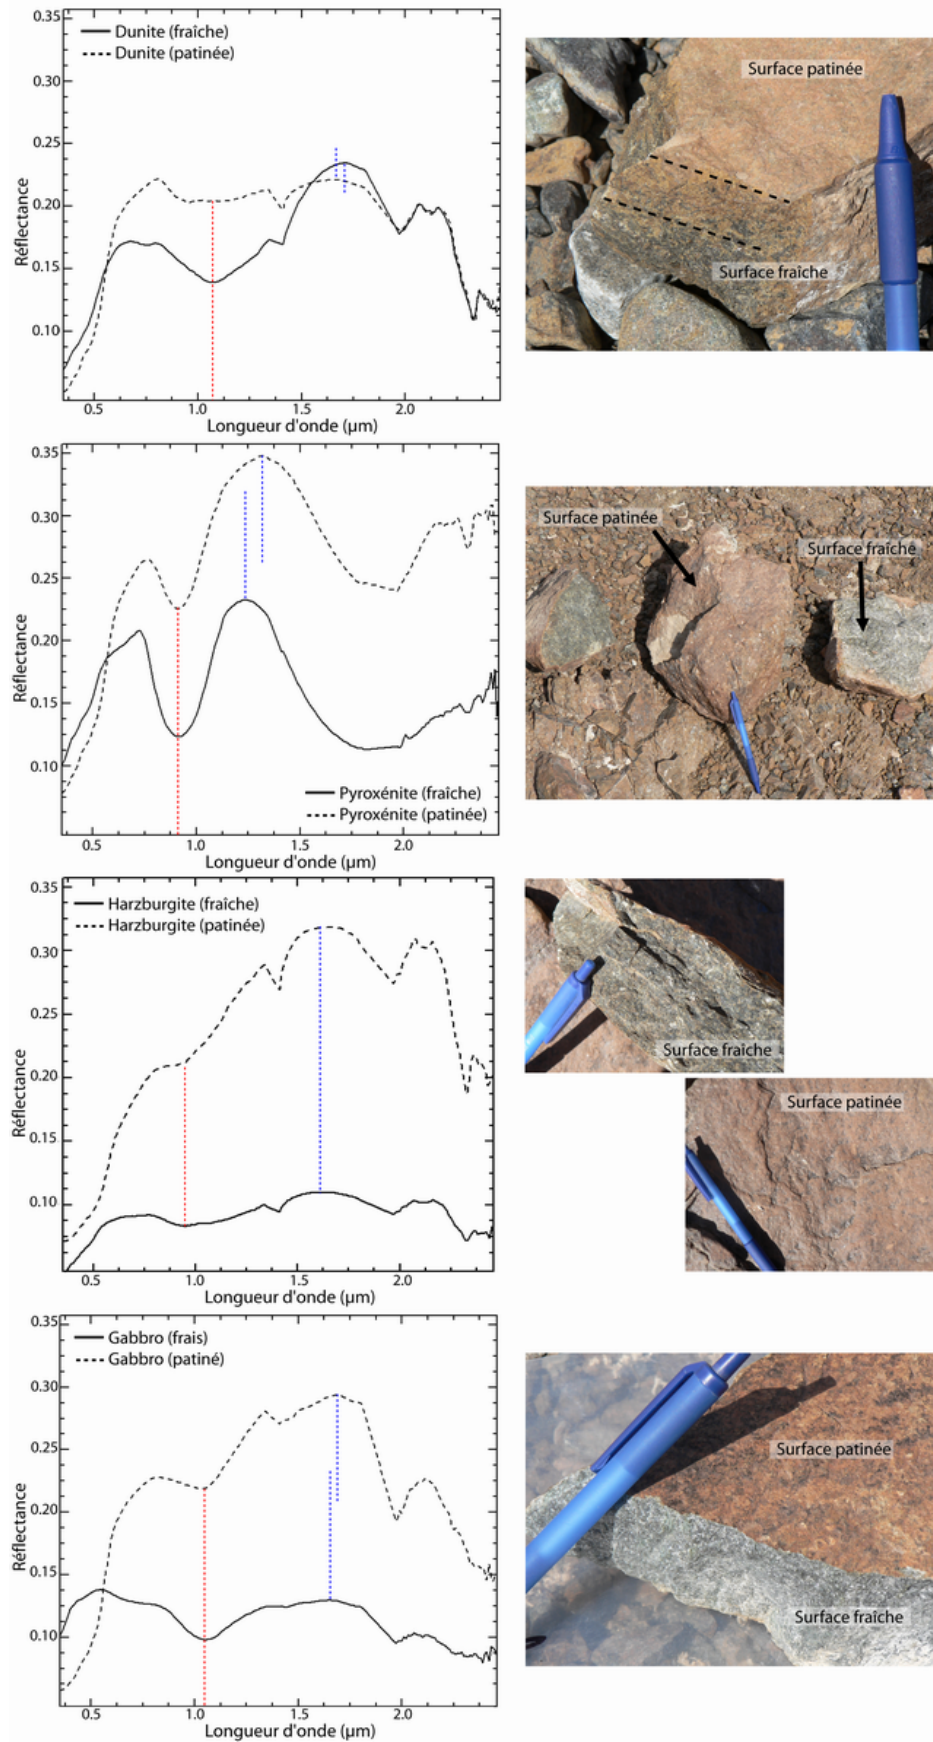 0.35
Dunite (fraîche)
Dunite (patinée)
0.30
0.25
0.20
0.15
0.10
Réflectance
0.5
1.0
1.5
2.0
Longueur d'onde (µm)
Surface patinée
Surface fraîche
0.35
0.30
0.25
0.20
0.15
0.10
Réflectance
Pyroxénite (fraîche)
Pyroxénite (patinée)
0.5
1.0
1.5
2.0
Longueur d'onde (µm)
Surface patinée
Surface fraîche
0.35
Harzburgite (fraîche)
Harzburgite (patinée)
0.30
0.25
0.20
0.15
0.10
Réflectance
0.5
1.0
1.5
2.0
Longueur d'onde (µm)
Surface fraîche
Surface patinée
0.35
Gabbro (frais)
Gabbro (patiné)
0.30
0.25
0.20
0.15
0.10
Réflectance
0.5
1.0
1.5
2.0
Longueur d'onde (µm)
Surface patinée
Surface fraîche